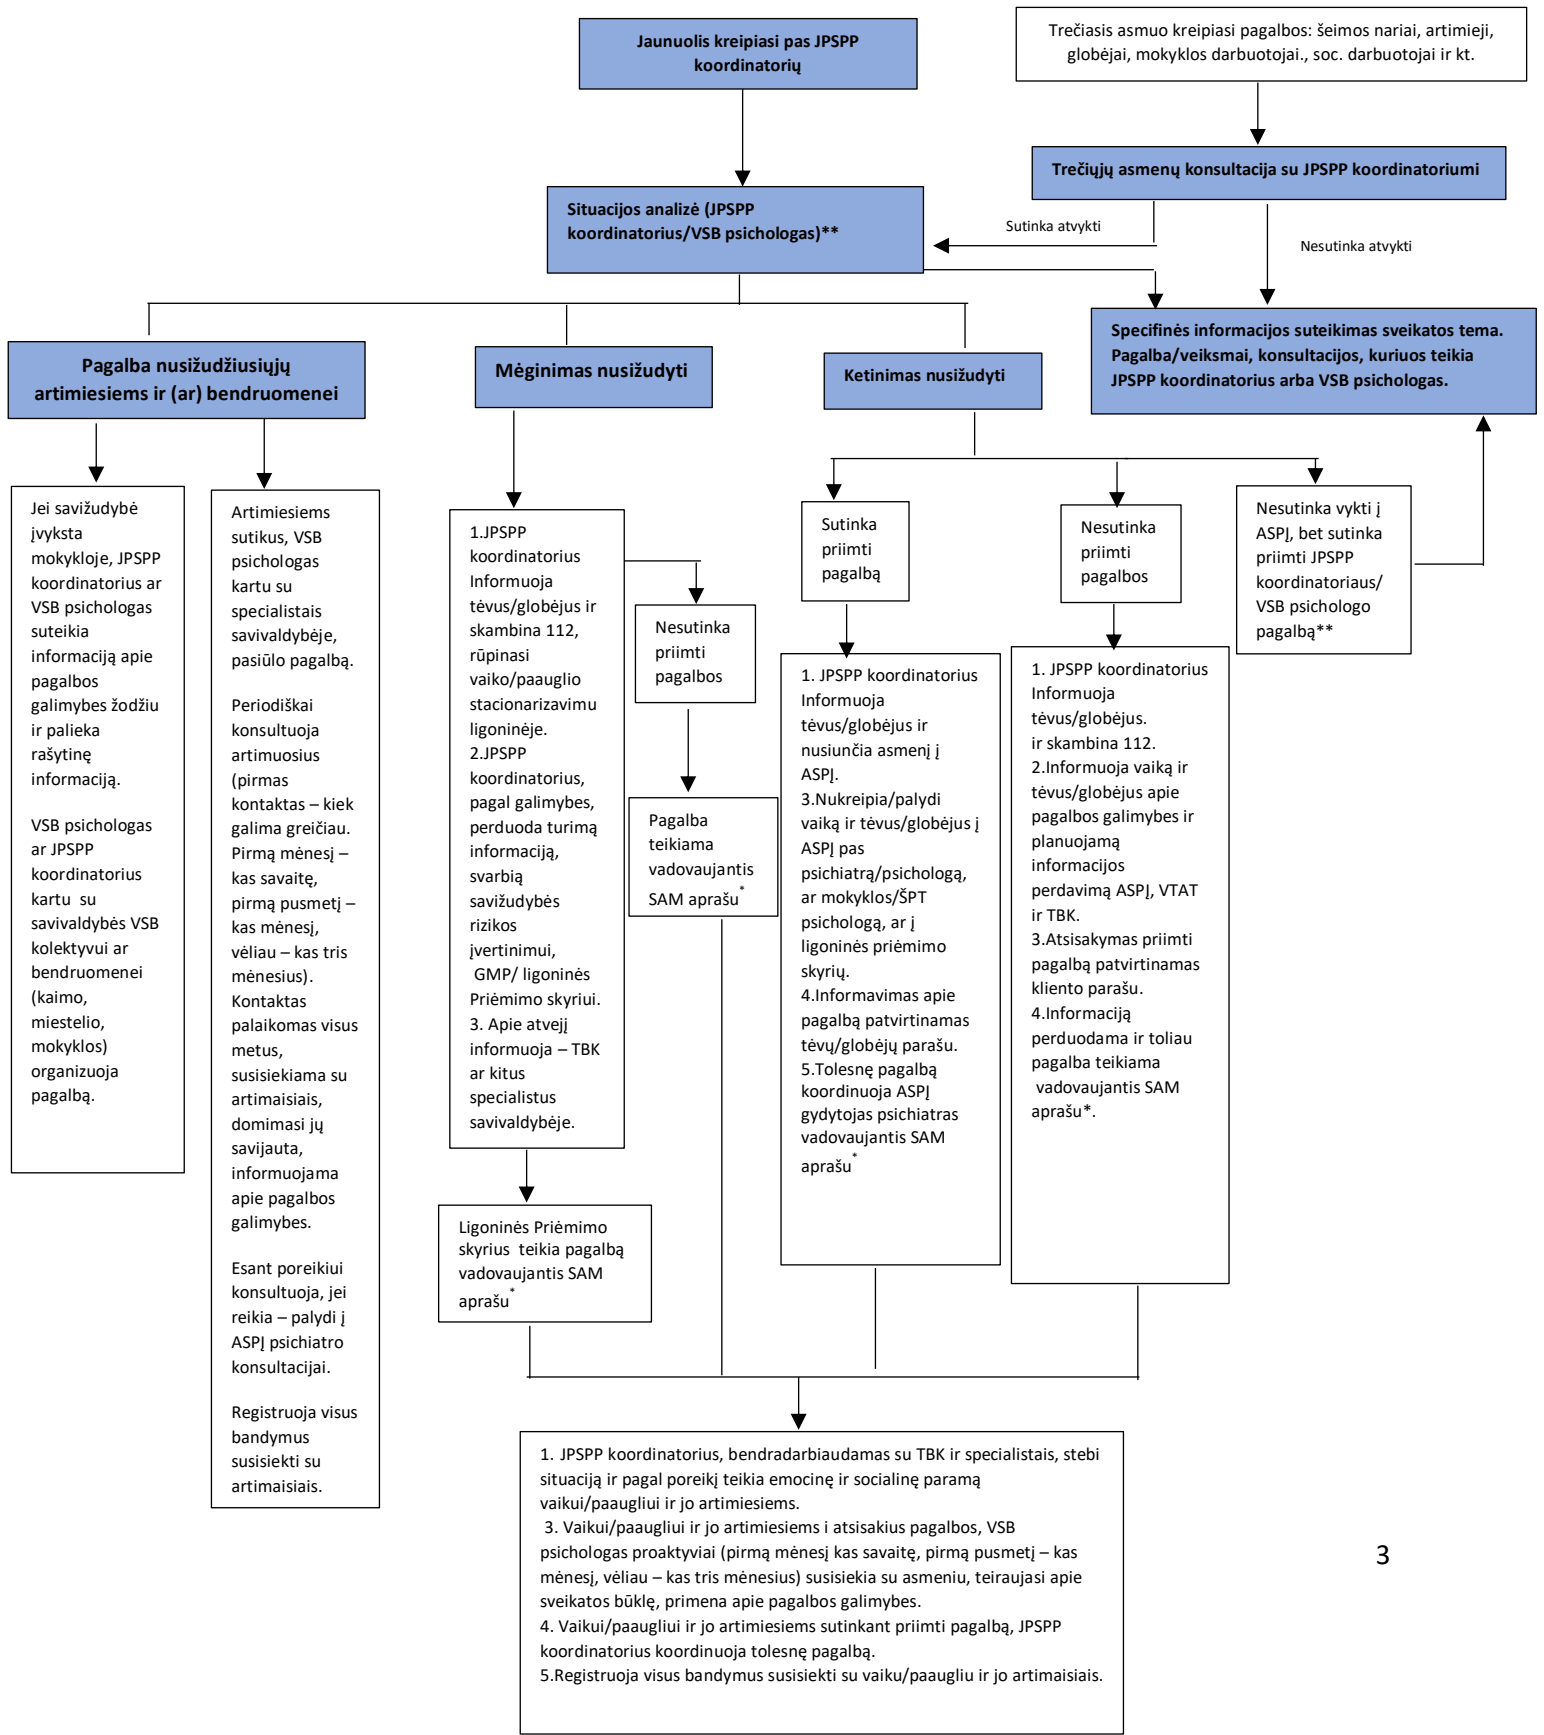 Jaunuolis kreipiasi pas JPSPP
koordinatorių
Trečiasis asmuo kreipiasi pagalbos: šeimos nariai, artimieji,
globėjai, mokyklos darbuotojai., soc. darbuotojai ir kt.
Trečiųjų asmenų konsultacija su JPSPP koordinatoriumi
Situacijos analizė (JPSPP
koordinatorius/VSB psichologas)**
Sutinka atvykti
Nesutinka atvykti
Specifinės informacijos suteikimas sveikatos tema.
Pagalba/veiksmai, konsultacijos, kuriuos teikia
JPSPP koordinatorius arba VSB psichologas.
Pagalba nusižudžiusiųjų
artimiesiems ir (ar) bendruomenei
Mėginimas nusižudyti
Ketinimas nusižudyti
Jei savižudybė
įvyksta
mokykloje, JPSPP
koordinatorius ar
VSB psichologas
suteikia
informaciją apie
pagalbos
galimybes žodžiu
ir palieka
rašytinę
informaciją.
VSB psichologas
ar JPSPP
koordinatorius
kartu  su
savivaldybės VSB
kolektyvui ar
bendruomenei
(kaimo,
miestelio,
mokyklos)
organizuoja
pagalbą.
Artimiesiems
sutikus, VSB
psichologas
kartu su
specialistais
savivaldybėje,
pasiūlo pagalbą.
Periodiškai
konsultuoja
artimuosius
(pirmas
kontaktas – kiek
galima greičiau.
Pirmą mėnesį –
kas savaitę,
pirmą pusmetį –
kas mėnesį,
vėliau – kas tris
mėnesius).
Kontaktas
palaikomas visus
metus,
susisiekiama su
artimaisiais,
domimasi jų
savijauta,
informuojama
apie pagalbos
galimybes.
Esant poreikiui
konsultuoja, jei
reikia – palydi į
ASPĮ psichiatro
konsultacijai.
Registruoja visus
bandymus
susisiekti su
artimaisiais.
1.JPSPP
koordinatorius
Informuoja
tėvus/globėjus ir
skambina 112,
rūpinasi
vaiko/paauglio
stacionarizavimu
ligoninėje.
2.JPSPP
koordinatorius,
pagal galimybes,
perduoda turimą
informaciją,
svarbią
savižudybės
rizikos
įvertinimui,
GMP/ ligoninės
Priėmimo skyriui.
3. Apie atvejį
informuoja – TBK
ar kitus
specialistus
savivaldybėje.
Nesutinka
priimti
pagalbos
Pagalba
teikiama
vadovaujantis
SAM aprašu*
Ligoninės Priėmimo
skyrius  teikia pagalbą
vadovaujantis SAM
aprašu*
Sutinka
priimti
pagalbą
1. JPSPP koordinatorius
Informuoja
tėvus/globėjus ir
nusiunčia asmenį į
ASPĮ.
3.Nukreipia/palydi
vaiką ir tėvus/globėjus į
ASPĮ pas
psichiatrą/psichologą,
ar mokyklos/ŠPT
psichologą, ar į
ligoninės priėmimo
skyrių.
4.Informavimas apie
pagalbą patvirtinamas
tėvų/globėjų parašu.
5.Tolesnę pagalbą
koordinuoja ASPĮ
gydytojas psichiatras
vadovaujantis SAM
aprašu*
Nesutinka
priimti
pagalbos
1. JPSPP koordinatorius
Informuoja
tėvus/globėjus.
ir skambina 112.
2.Informuoja vaiką ir
tėvus/globėjus apie
pagalbos galimybes ir
planuojamą
informacijos
perdavimą ASPĮ, VTAT
ir TBK.
3.Atsisakymas priimti
pagalbą patvirtinamas
kliento parašu.
4.Informaciją
perduodama ir toliau
pagalba teikiama
vadovaujantis SAM
aprašu*.
Nesutinka vykti į
ASPĮ, bet sutinka
priimti JPSPP
koordinatoriaus/
VSB psichologo
pagalbą**
1. JPSPP koordinatorius, bendradarbiaudamas su TBK ir specialistais, stebi
situaciją ir pagal poreikį teikia emocinę ir socialinę paramą
vaikui/paaugliui ir jo artimiesiems.
3. Vaikui/paaugliui ir jo artimiesiems i atsisakius pagalbos, VSB
psichologas proaktyviai (pirmą mėnesį kas savaitę, pirmą pusmetį – kas
mėnesį, vėliau – kas tris mėnesius) susisiekia su asmeniu, teiraujasi apie
sveikatos būklę, primena apie pagalbos galimybes.
4. Vaikui/paaugliui ir jo artimiesiems sutinkant priimti pagalbą, JPSPP
koordinatorius koordinuoja tolesnę pagalbą.
5.Registruoja visus bandymus susisiekti su vaiku/paaugliu ir jo artimaisiais.
3